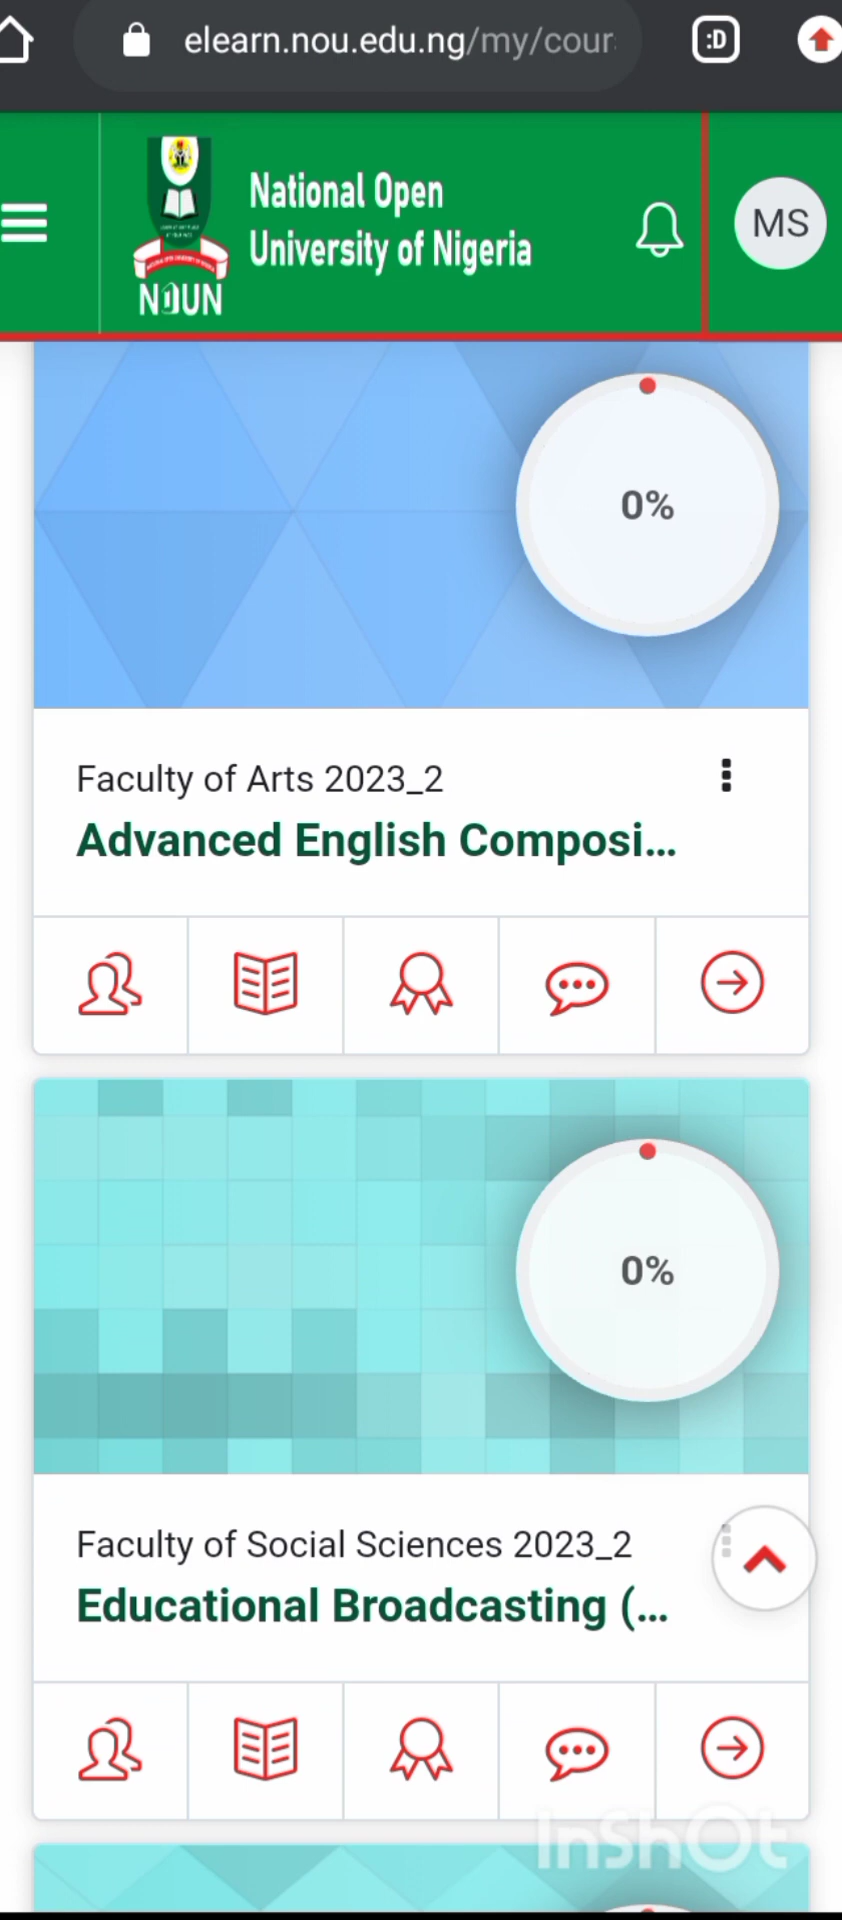 elearn.nou.edu.ng/my/cour
:D
National Open
University of Nigeria
NOUN
MS
0%
Faculty of Arts 2023_2
Advanced English Composi...
0%
Faculty of Social Sciences 2023_2
Educational Broadcasting (...
InShOt